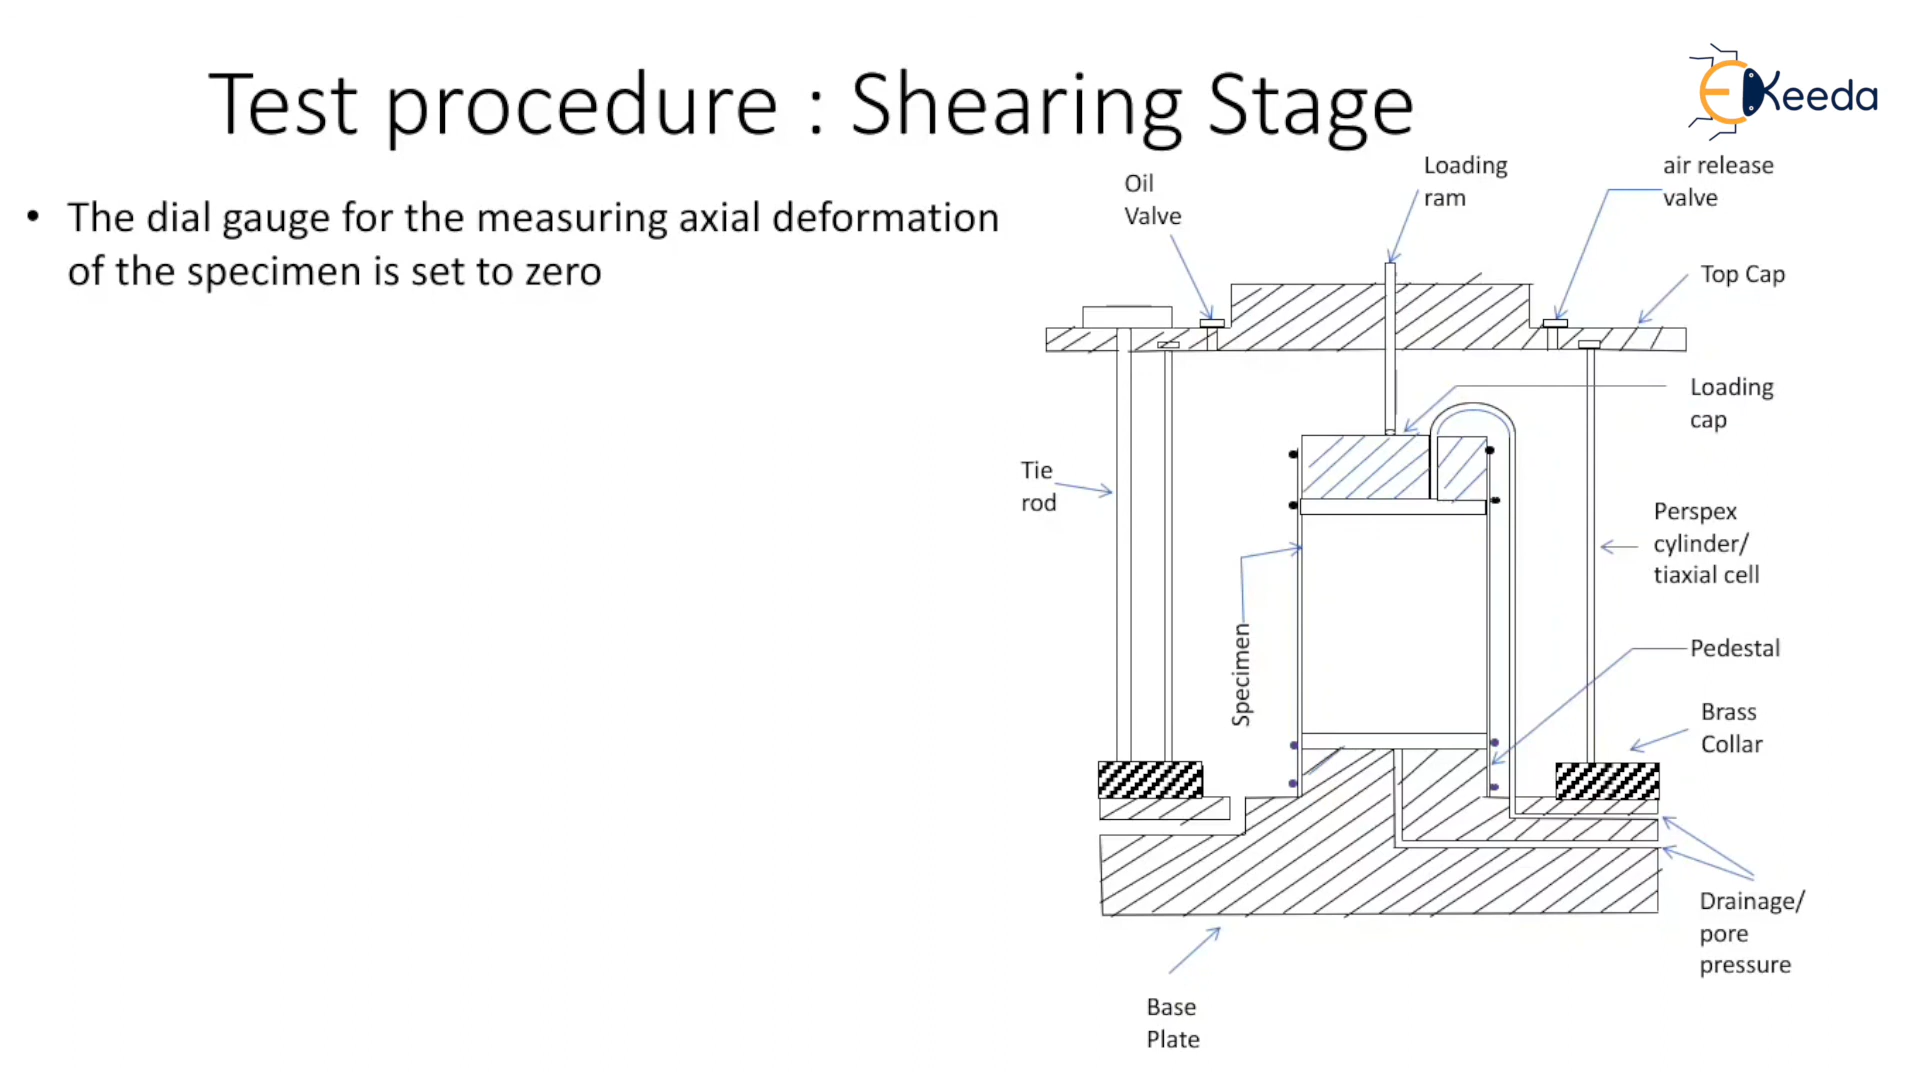 Test procedure : Shearing Stage
EKeeda
• The dial gauge for the measuring axial deformation
of the specimen is set to zero
Oil
Valve
Loading
ram
air release
valve
Top Cap
Loading
cap
Tie
rod
Perspex
cylinder/
tiaxial cell
Specimen
Pedestal
Brass
Collar
Drainage/
pore
pressure
Base
Plate